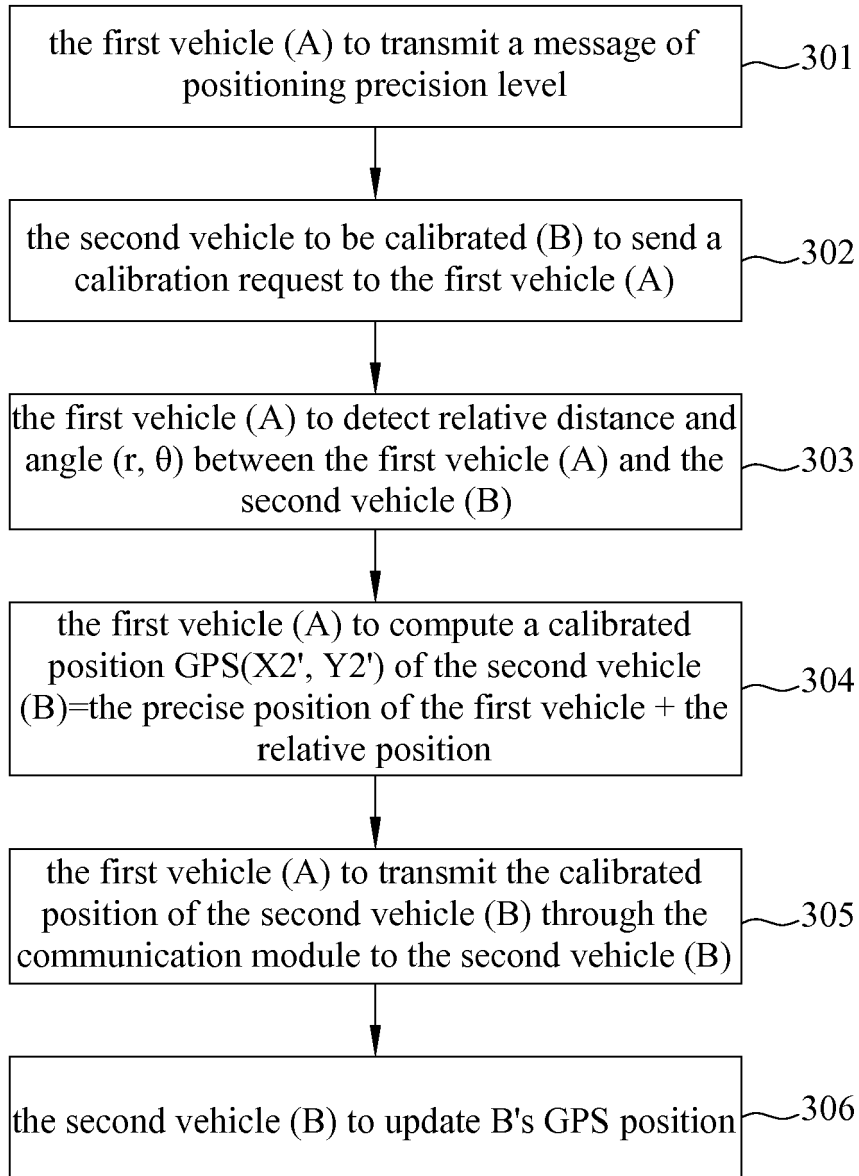 the first vehicle (A) to transmit a message of
positioning precision level
301
the second vehicle to be calibrated (B) to send a
calibration request to the first vehicle (A)
302
the first vehicle (A) to detect relative distance and
angle (r, θ) between the first vehicle (A) and the
second vehicle (B)
303
the first vehicle (A) to compute a calibrated
position GPS(X2', Y2') of the second vehicle
(B)=the precise position of the first vehicle + the
relative position
304
the first vehicle (A) to transmit the calibrated
position of the second vehicle (B) through the
communication module to the second vehicle (B)
305
the second vehicle (B) to update B's GPS position
306